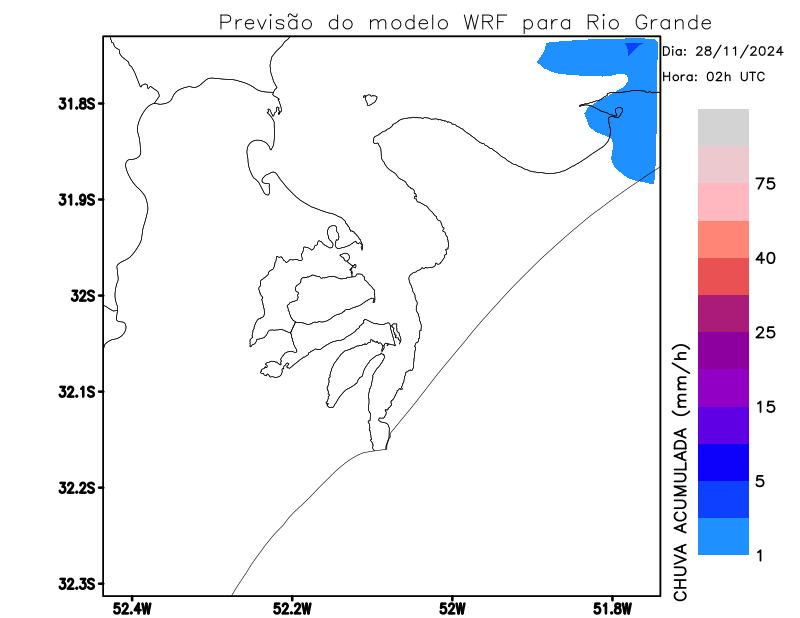 Previsão do modelo WRF para Rio Grande
Dia: 28/11/2024
Hora: 02h UTC
31.8S
31.9S
32S
32.1S
32.2S
32.3S
52.4W
52.2W
52W
51.8W
75
40
25
15
5
1
CHUVA ACUMULADA (mm/h)